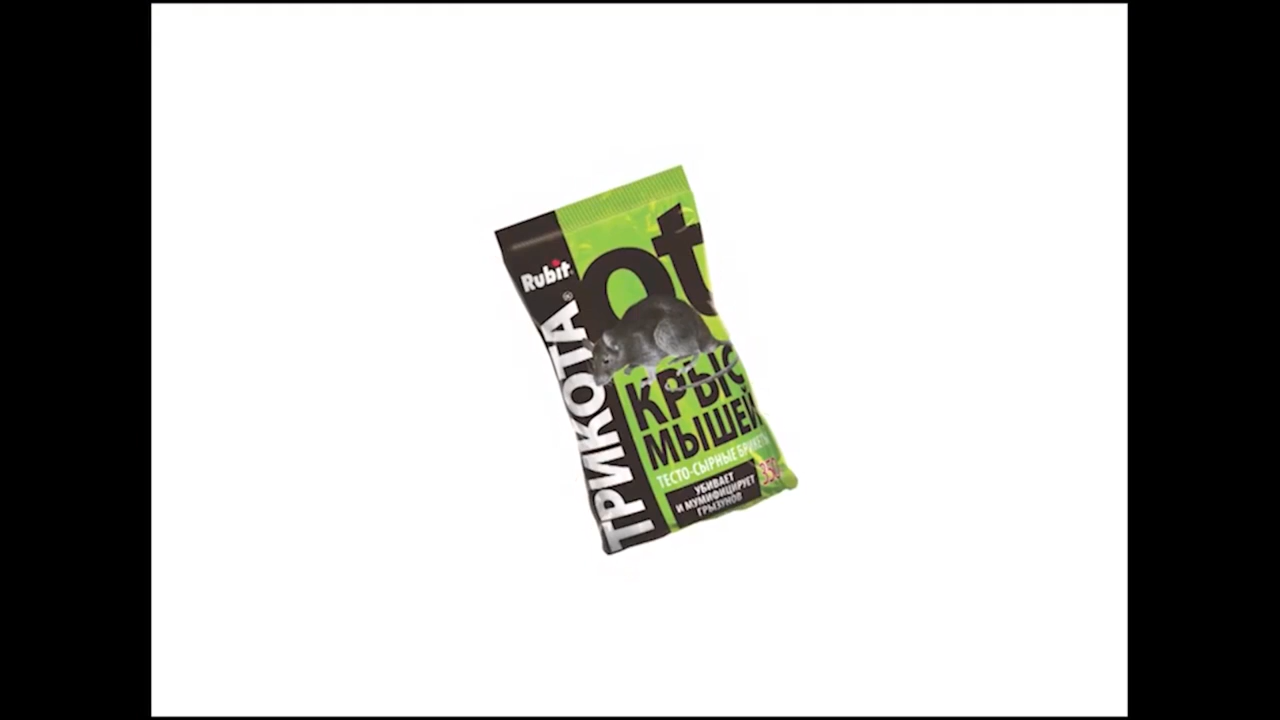 Rubit
ТРИКОТА®
от
КРЫС
МЫШЕЙ
ТЕСТО-СЫРНЫЕ БРИКЕТЫ
УБИВАЕТ
И МУМИФИЦИРУЕТ
ГРЫЗУНОВ